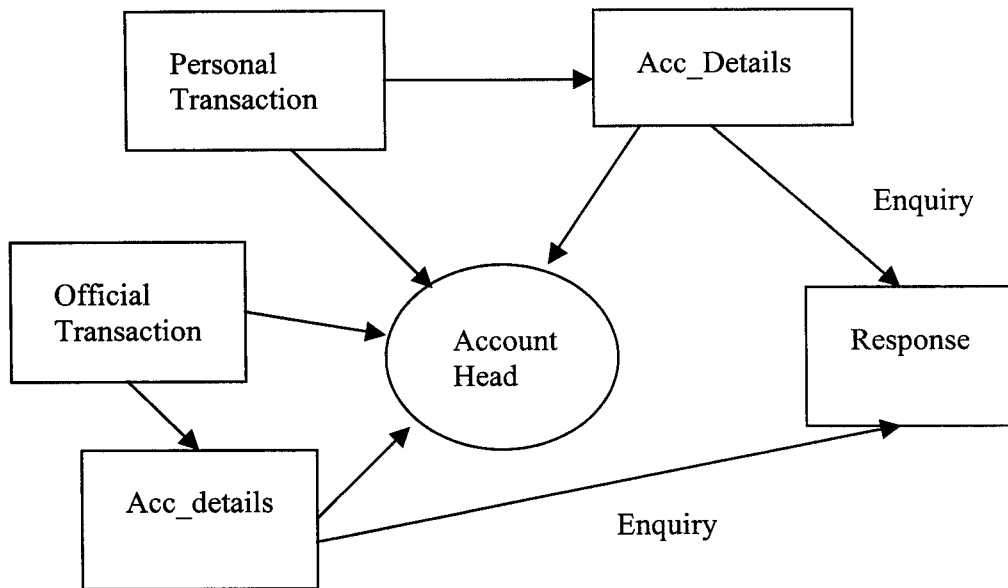 Personal
Transaction
Acc_Details
Enquiry
Official
Transaction
Account
Head
Response
Acc_details
Enquiry